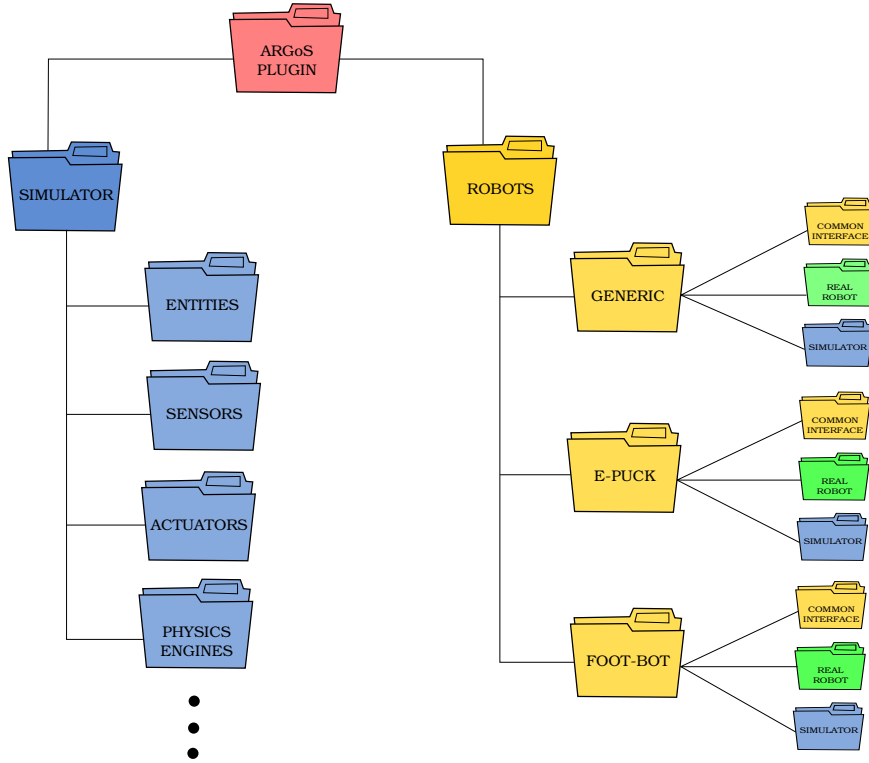 ARGoS
PLUGIN
SIMULATOR
ENTITIES
SENSORS
ACTUATORS
PHYSICS
ENGINES
ROBOTS
GENERIC
COMMON
INTERFACE
REAL
ROBOT
SIMULATOR
E-PUCK
COMMON
INTERFACE
REAL
ROBOT
SIMULATOR
FOOT-BOT
COMMON
INTERFACE
REAL
ROBOT
SIMULATOR